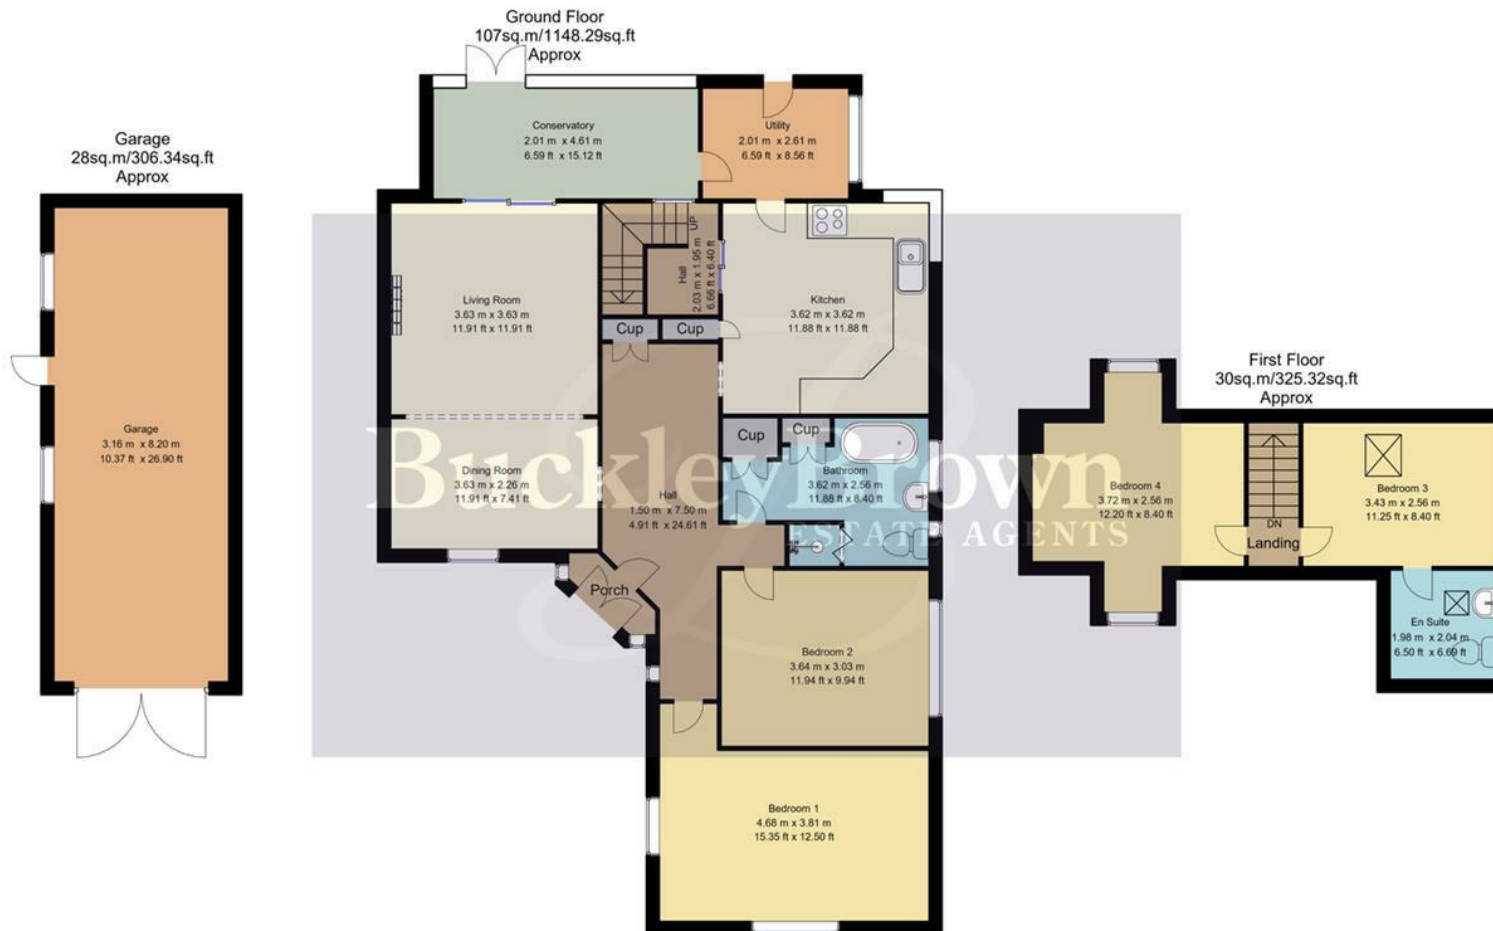 Ground Floor
107sq.m/1148.29sq.ft
Approx
Garage
28sq.m/306.34sq.ft
Approx
Conservatory
2.01 m x 4.61 m
6.59 ft x 15.12 ft
Utility
2.01 m x 2.61 m
6.59 ft x 8.56 ft
Living Room
3.63 m x 3.63 m
11.91 ft x 11.91 ft
UP
Hall
2.03 m x 1.95 m
6.66 ft x 6.40 ft
Kitchen
3.62 m x 3.62 m
11.88 ft x 11.88 ft
Cup
Cup
First Floor
30sq.m/325.32sq.ft
Approx
Garage
3.16 m x 8.20 m
10.37 ft x 26.90 ft
Dining Room
3.63 m x 2.26 m
11.91 ft x 7.41 ft
Hall
1.50 m x 7.50 m
4.91 ft x 24.61 ft
Cup
Cup
Bathroom
3.62 m x 2.56 m
11.88 ft x 8.40 ft
BuckleyBrown
ESTATE AGENTS
Bedroom 4
3.72 m x 2.56 m
12.20 ft x 8.40 ft
DN
Landing
Bedroom 3
3.43 m x 2.56 m
11.25 ft x 8.40 ft
Porch
En Suite
1.98 m x 2.04 m
6.50 ft x 6.69 ft
Bedroom 2
3.64 m x 3.03 m
11.94 ft x 9.94 ft
Bedroom 1
4.68 m x 3.81 m
15.35 ft x 12.50 ft